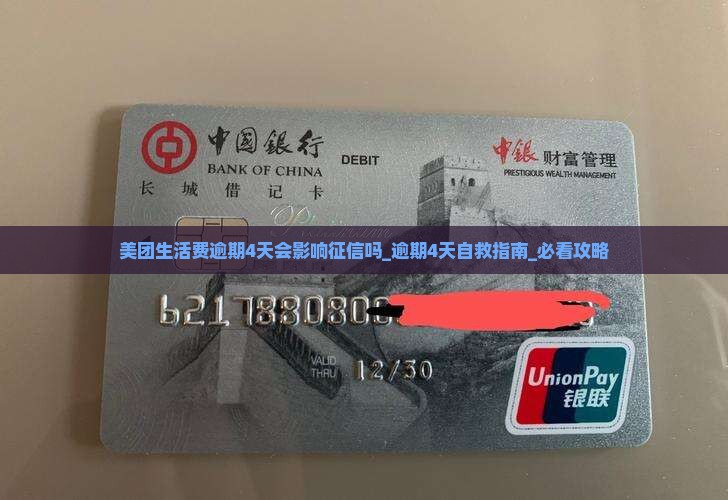 中国银行
BANK OF CHINA
DEBIT
长城借记卡
中銀 财富管理
PRESTIGIOUS WEALTH MANAGEMENT
美团生活费逾期4天会影响征信吗_逾期4天自救指南_必看攻略
621788080
VALID
THRU
12/30
UnionPay
银联